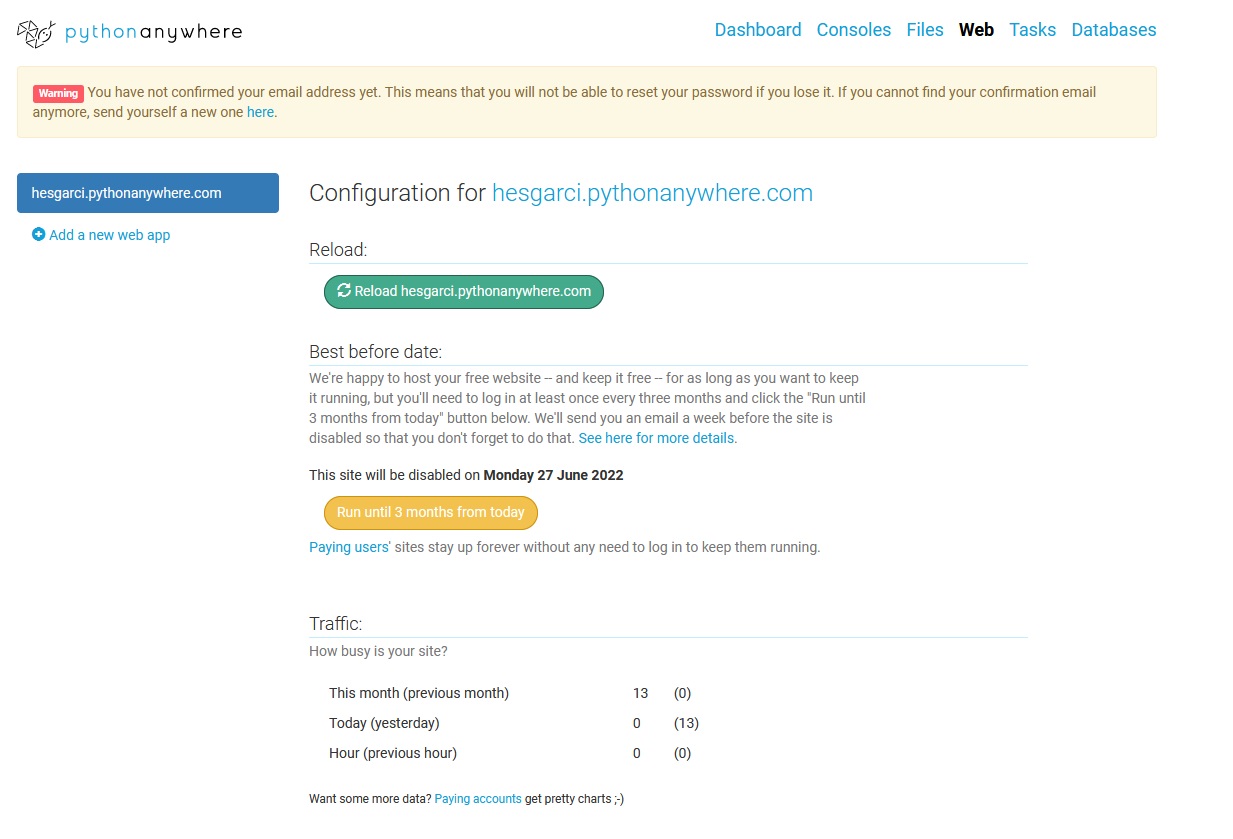 pythonanywhere
Dashboard Consoles Files Web Tasks Databases
Warning You have not confirmed your email address yet. This means that you will not be able to reset your password if you lose it. If you cannot find your confirmation email
anymore, send yourself a new one here.
hesgarci.pythonanywhere.com
Add a new web app
Configuration for hesgarci.pythonanywhere.com
Reload:
Reload hesgarci.pythonanywhere.com
Best before date:
We're happy to host your free website -- and keep it free -- for as long as you want to keep
it running, but you'll need to log in at least once every three months and click the "Run until
3 months from today" button below. We'll send you an email a week before the site is
disabled so that you don't forget to do that. See here for more details.
This site will be disabled on Monday 27 June 2022
Run until 3 months from today
Paying users' sites stay up forever without any need to log in to keep them running.
Traffic:
How busy is your site?
This month (previous month) 13 (0)
Today (yesterday) 0 (13)
Hour (previous hour) 0 (0)
Want some more data? Paying accounts get pretty charts ;-)